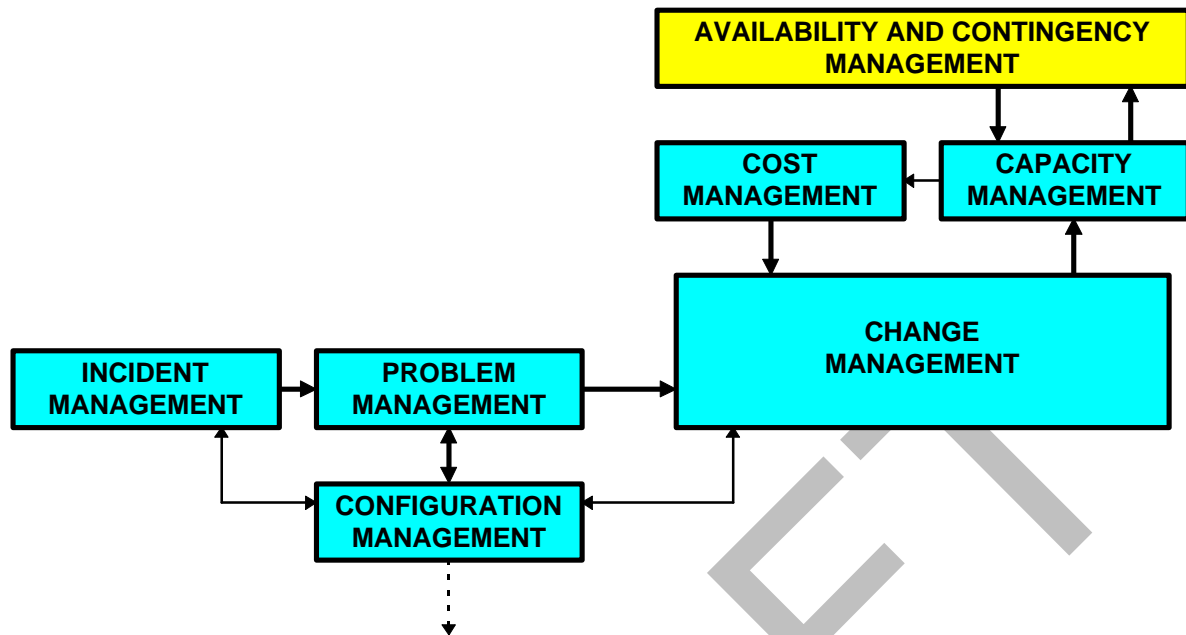 AVAILABILITY AND CONTINGENCY
MANAGEMENT
COST
MANAGEMENT
CAPACITY
MANAGEMENT
CHANGE
MANAGEMENT
INCIDENT
MANAGEMENT
PROBLEM
MANAGEMENT
CONFIGURATION
MANAGEMENT